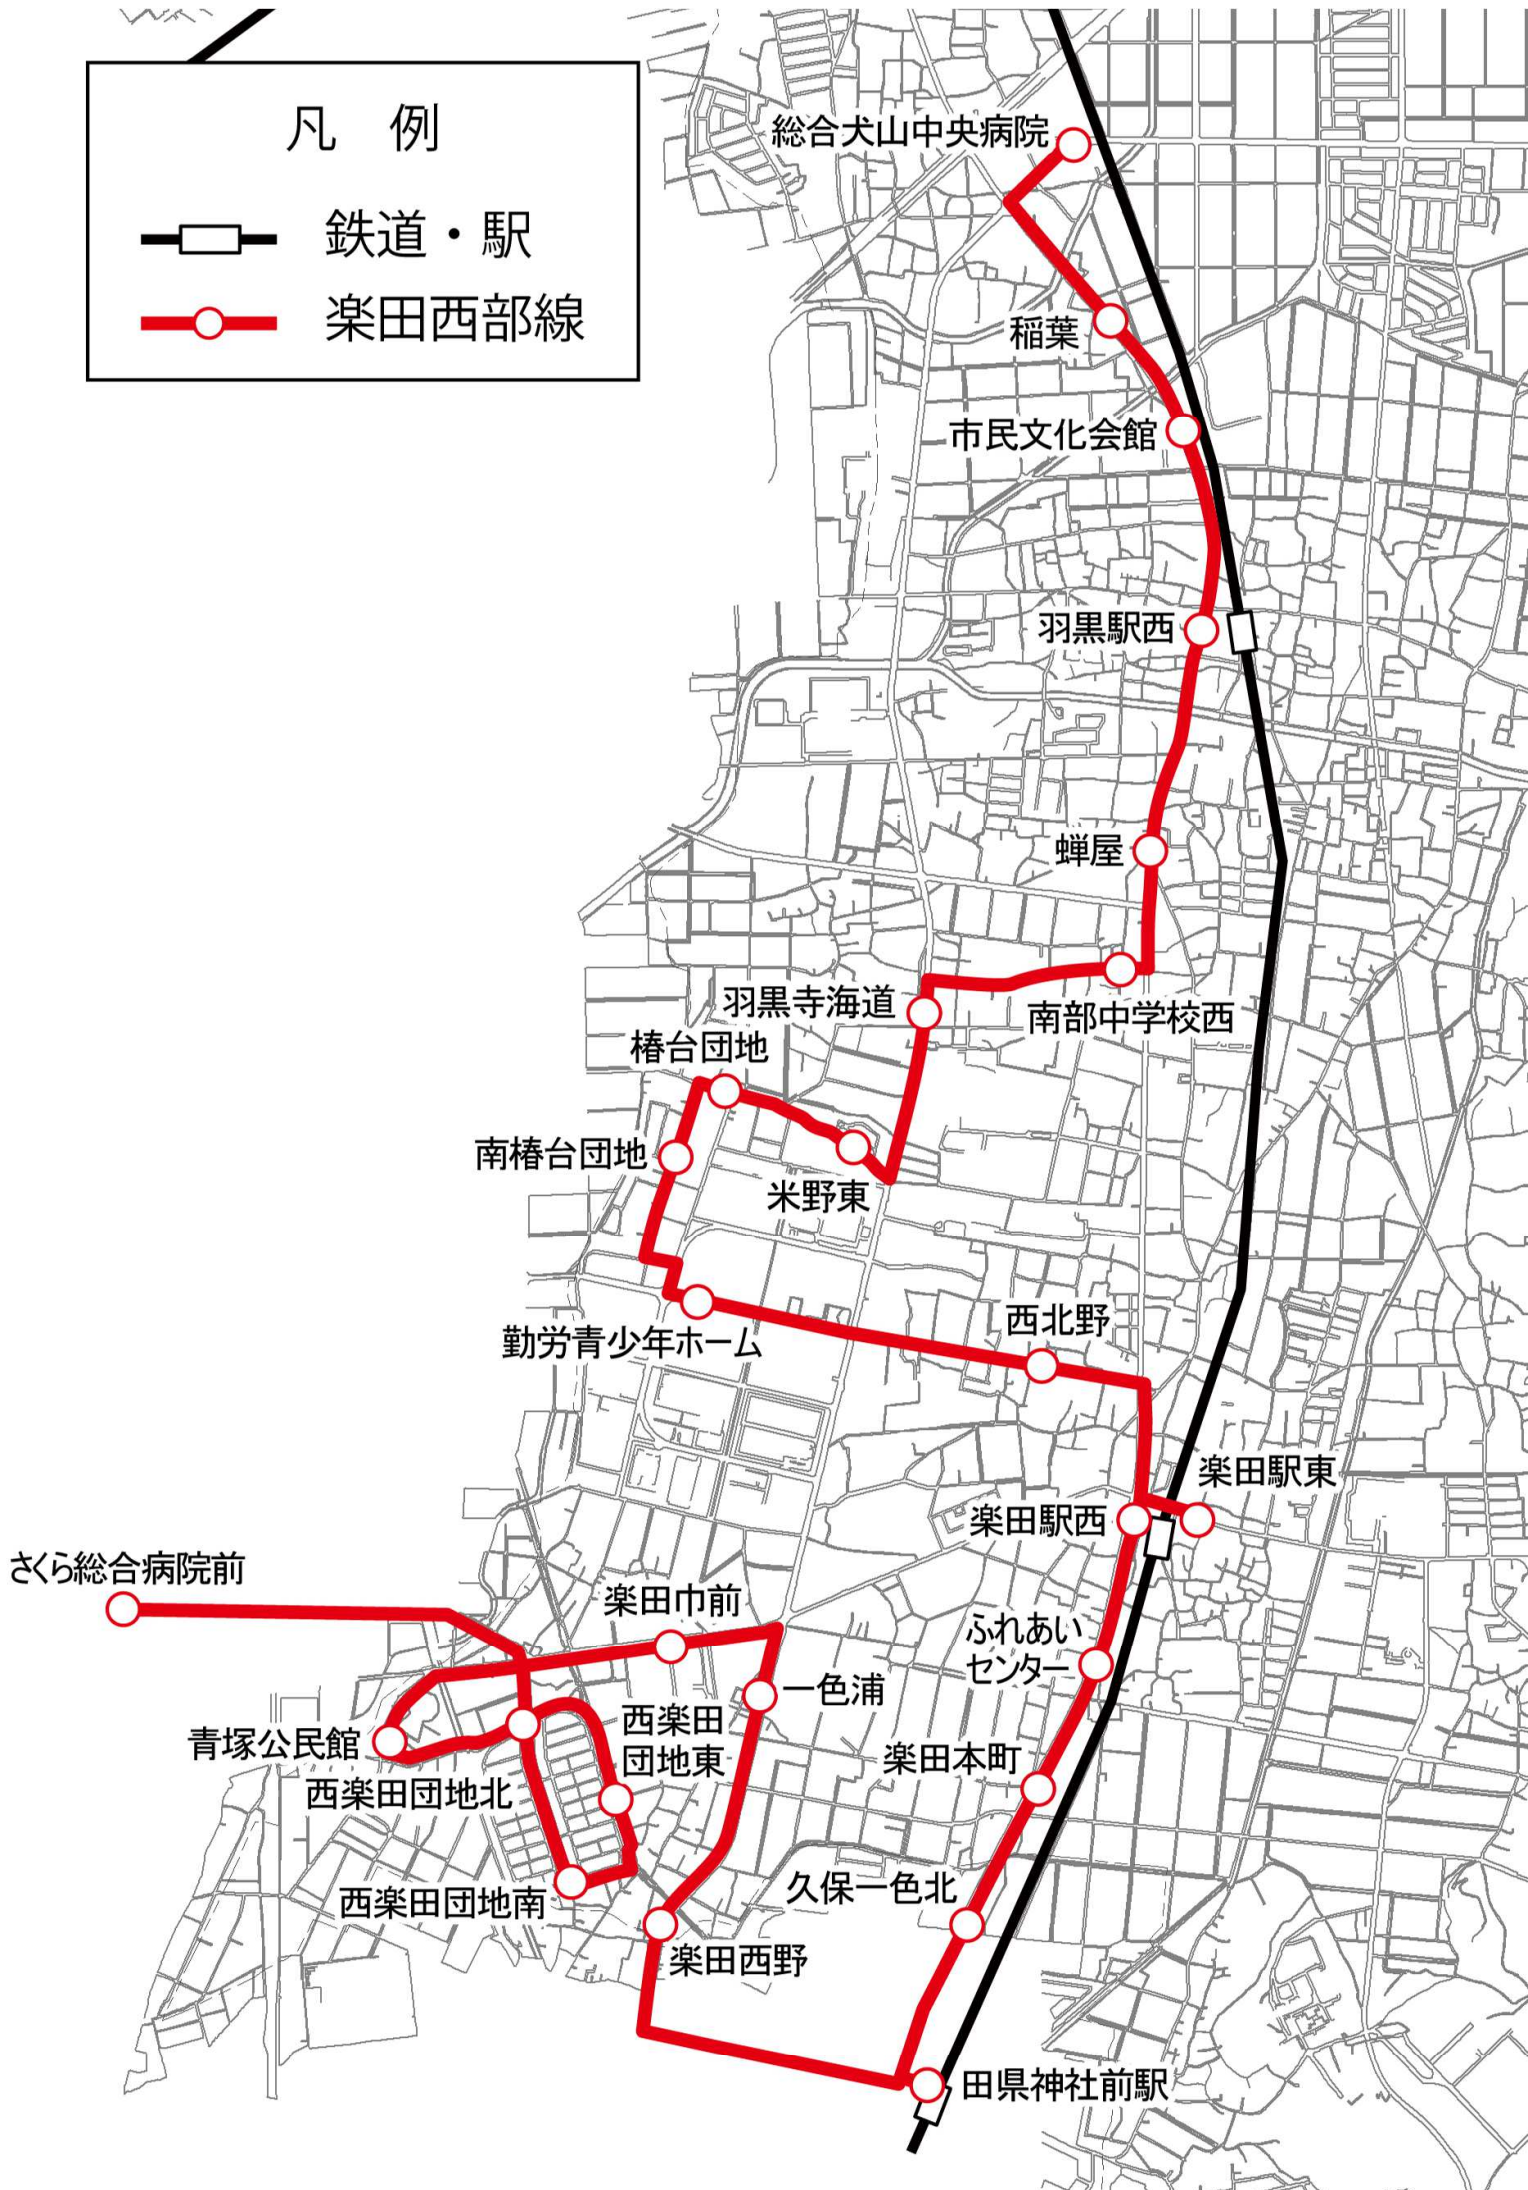 凡 例
鉄道・駅
楽田西部線
総合犬山中央病院
稲葉
市民文化会館
羽黒駅西
蝉屋
羽黒寺海道
南部中学校西
椿台団地
南椿台団地
米野東
勤労青少年ホーム
西北野
楽田駅東
楽田駅西
さくら総合病院前
楽田巾前
ふれあい
センター
一色浦
西楽田
団地東
青塚公民館
楽田本町
西楽田団地北
久保一色北
西楽田団地南
楽田西野
田県神社前駅